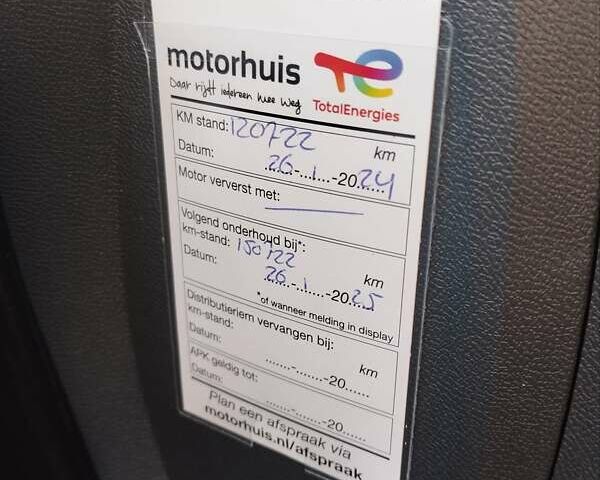 motorhuis
Daar rijdt iedereen mee weg
TotalEnergies
KM stand: 120722 km
Datum: 26-1-2024
Motor ververst met:
Volgend onderhoud bij*:
km-stand: 150722 km
Datum: 26-1-2025
*of wanneer melding in display
Distributieriem vervangen bij:
km-stand: km
Datum: ......-......-20......
APK geldig tot:
Datum: ......-......-20......
Plan een afspraak via
motorhuis.nl/afspraak